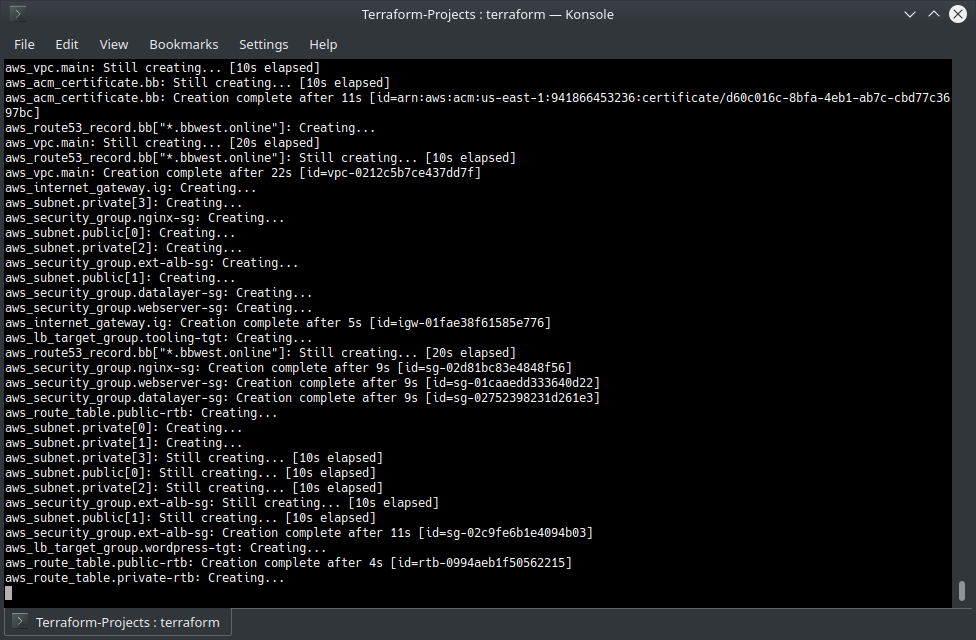 Terraform-Projects : terraform — Konsole
File Edit View Bookmarks Settings Help
aws_vpc.main: Still creating... [10s elapsed]
aws_acm_certificate.bb: Still creating... [10s elapsed]
aws_acm_certificate.bb: Creation complete after 11s [id=arn:aws:acm:us-east-1:941866453236:certificate/d60c016c-8bfa-4eb1-ab7c-cbd77c36
97bc]
aws_route53_record.bb["*.bbwest.online"]: Creating...
aws_vpc.main: Still creating... [20s elapsed]
aws_route53_record.bb["*.bbwest.online"]: Still creating... [10s elapsed]
aws_vpc.main: Creation complete after 22s [id=vpc-0212c5b7ce437dd7f]
aws_internet_gateway.ig: Creating...
aws_subnet.private[3]: Creating...
aws_security_group.nginx-sg: Creating...
aws_subnet.public[0]: Creating...
aws_subnet.private[2]: Creating...
aws_security_group.ext-alb-sg: Creating...
aws_subnet.public[1]: Creating...
aws_security_group.datalayer-sg: Creating...
aws_security_group.webserver-sg: Creating...
aws_internet_gateway.ig: Creation complete after 5s [id=igw-01fae38f61585e776]
aws_lb_target_group.tooling-tgt: Creating...
aws_route53_record.bb["*.bbwest.online"]: Still creating... [20s elapsed]
aws_security_group.nginx-sg: Creation complete after 9s [id=sg-02d81bc83e4848f56]
aws_security_group.webserver-sg: Creation complete after 9s [id=sg-01caaedd333640d22]
aws_security_group.datalayer-sg: Creation complete after 9s [id=sg-02752398231d261e3]
aws_route_table.public-rtb: Creating...
aws_subnet.private[0]: Creating...
aws_subnet.private[1]: Creating...
aws_subnet.private[3]: Still creating... [10s elapsed]
aws_subnet.public[0]: Still creating... [10s elapsed]
aws_subnet.private[2]: Still creating... [10s elapsed]
aws_security_group.ext-alb-sg: Still creating... [10s elapsed]
aws_subnet.public[1]: Still creating... [10s elapsed]
aws_security_group.ext-alb-sg: Creation complete after 11s [id=sg-02c9fe6b1e4094b03]
aws_lb_target_group.wordpress-tgt: Creating...
aws_route_table.public-rtb: Creation complete after 4s [id=rtb-0994aeb1f50562215]
aws_route_table.private-rtb: Creating...
Terraform-Projects : terraform